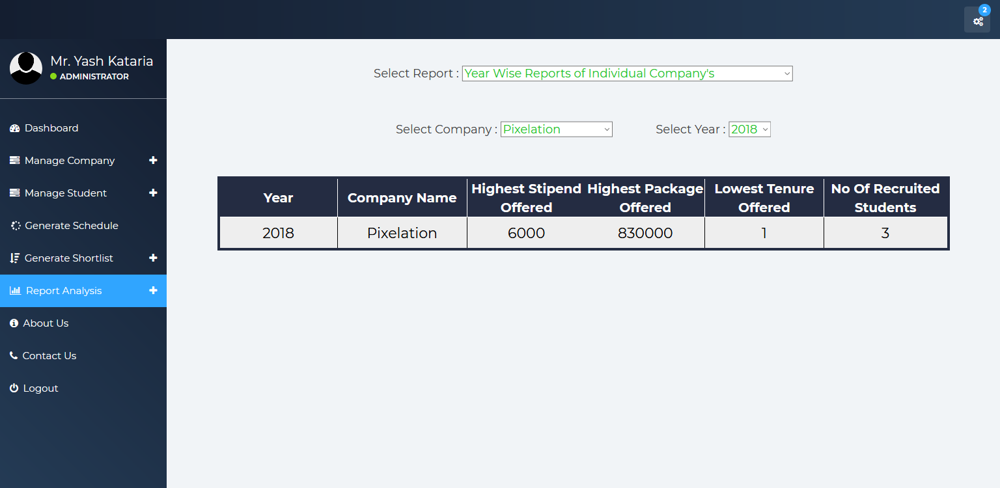 2
Mr. Yash Kataria
ADMINISTRATOR
Dashboard
Manage Company
Manage Student
Generate Schedule
Generate Shortlist
Report Analysis
About Us
Contact Us
Logout
Select Report : Year Wise Reports of Individual Company's
Select Company : Pixelation Select Year : 2018
Year Company Name Highest Stipend Offered Highest Package Offered Lowest Tenure Offered No Of Recruited Students
2018 Pixelation 6000 830000 1 3